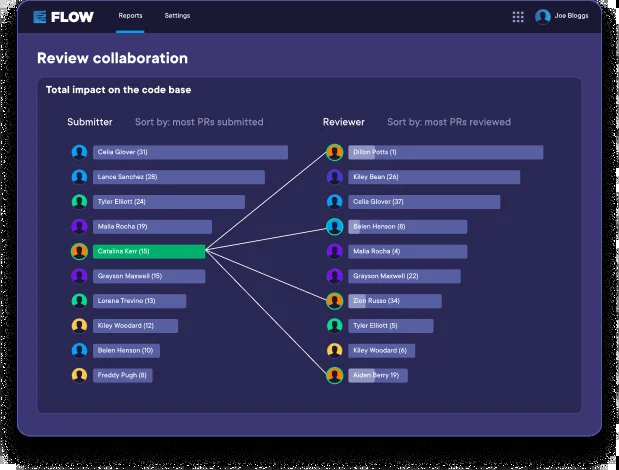 FLOW
Reports Settings
Joe Bloggs
Review collaboration
Total impact on the code base
Submitter Sort by: most PRs submitted
Celia Glover (31)
Lance Sanchez (28)
Tyler Elliott (24)
Malia Rocha (19)
Catalina Kerr (15)
Grayson Maxwell (15)
Lorena Trevino (13)
Kiley Woodard (12)
Belen Henson (10)
Freddy Pugh (8)
Reviewer Sort by: most PRs reviewed
Dillon Potts (1)
Kiley Bean (26)
Celia Glover (37)
Belen Henson (8)
Malia Rocha (4)
Grayson Maxwell (22)
Zion Russo (34)
Tyler Elliott (5)
Kiley Woodard (6)
Aiden Berry 19)